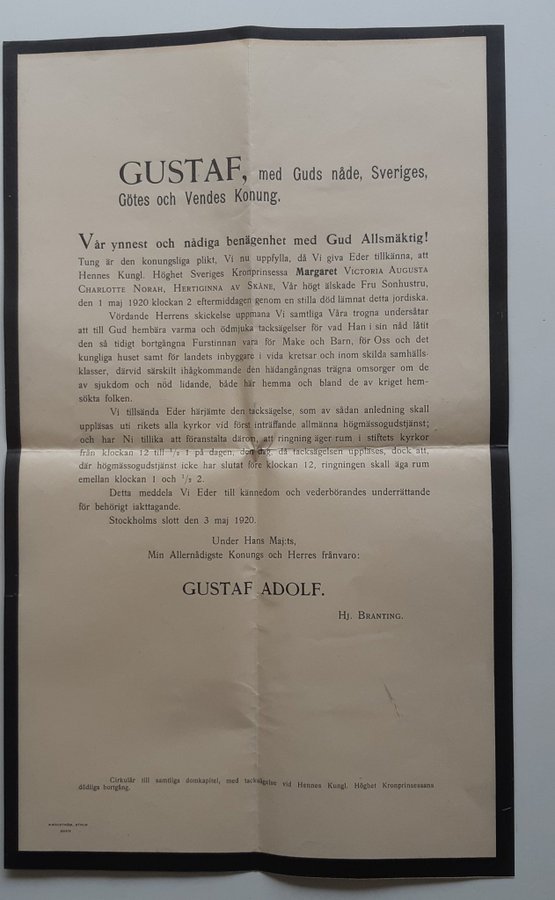 GUSTAF, med Guds nåde, Sveriges,
Götes och Vendes Konung.
Vår ynnest och nådiga benägenhet med Gud Allsmäktig!
Tung är den konungsliga plikt, Vi nu uppfylla, då Vi giva Eder tillkänna, att
Hennes Kungl. Höghet Sveriges Kronprinsessa Margaret Victoria Augusta
Charlotte Norah, Hertiginna av Skåne, Vår högt älskade Fru Sonhustru,
den 1 maj 1920 klockan 2 eftermiddagen genom en stilla död lämnat detta jordiska.
Vördande Herrens skickelse uppmana Vi samtliga Våra trogna undersåtar
att till Gud hembära varma och ödmjuka tacksägelser för vad Han i sin nåd låtit
den så tidigt bortgångna Furstinnan vara för Make och Barn, för Oss och det
kungliga huset samt för landets inbyggare i vida kretsar och inom skilda samhälls-
klasser, därvid särskilt ihågkommande den hädangångnas trägna omsorger om de
av sjukdom och nöd lidande, både här hemma och bland de av kriget hem-
sökta folken.
Vi tillsända Eder härjämte den tacksägelse, som av sådan anledning skall
uppläsas uti rikets alla kyrkor vid först inträffande allmänna högmässogudstjänst;
och har Ni tillika att föranstalta därom, att ringning äger rum i stiftets kyrkor
från klockan 12 till ½ 1 på dagen, den dag, då tacksägelsen uppläses, dock att,
där högmässogudstjänst icke har slutat före klockan 12, ringningen skall äga rum
emellan klockan 1 och ½ 2.
Detta meddela Vi Eder till kännedom och vederbörandes underrättande
för behörigt iakttagande.
Stockholms slott den 3 maj 1920.
Under Hans Maj:ts,
Min Allernådigste Konungs och Herres frånvaro:
GUSTAF ADOLF.
Hj. Branting.
Cirkulär till samtliga domkapitel, med tacksägelse vid Hennes Kungl. Höghet Kronprinsessans
dödliga bortgång.